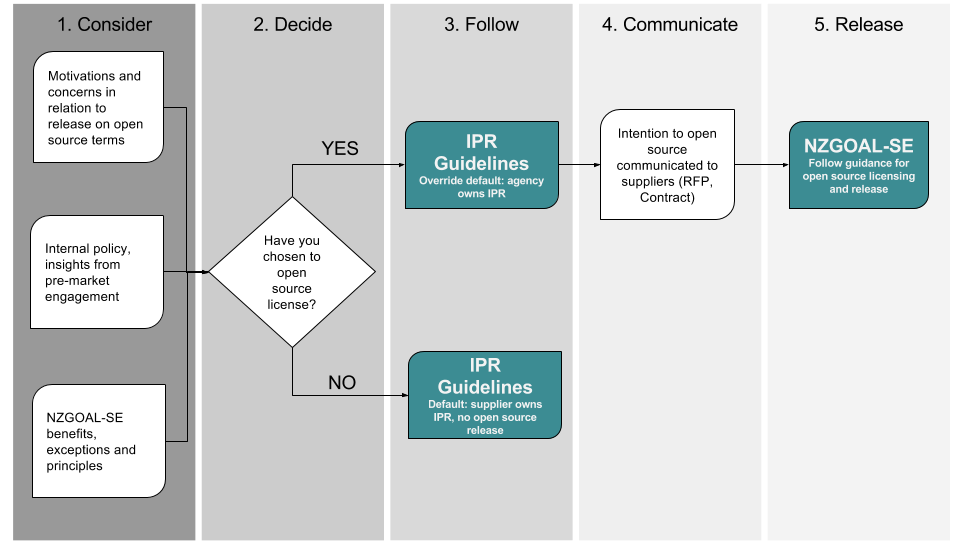 1. Consider
2. Decide
3. Follow
4. Communicate
5. Release
Motivations and
concerns in
relation to
release on open
source terms
Internal policy,
insights from
pre-market
engagement
NZGOAL-SE
benefits,
exceptions and
principles
Have you
chosen to
open
source
license?
YES
NO
IPR
Guidelines
Override default: agency
owns IPR
IPR
Guidelines
Default: supplier owns
IPR, no open source
release
Intention to open
source
communicated to
suppliers (RFP,
Contract)
NZGOAL-SE
Follow guidance for
open source licensing
and release